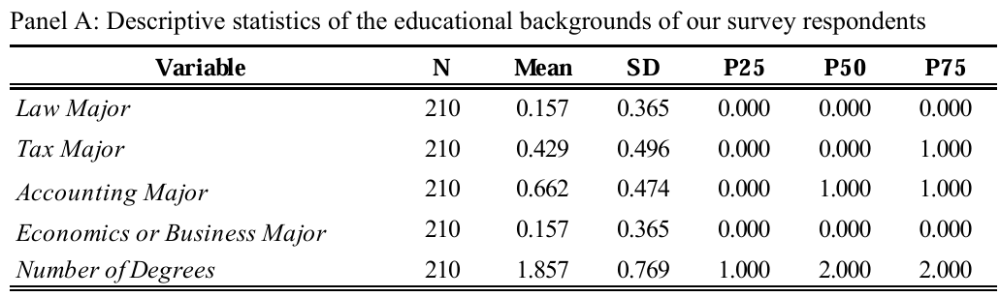 Panel A: Descriptive statistics of the educational backgrounds of our survey respondents
Variable N Mean SD P25 P50 P75
Law Major 210 0.157 0.365 0.000 0.000 0.000
Tax Major 210 0.429 0.496 0.000 0.000 1.000
Accounting Major 210 0.662 0.474 0.000 1.000 1.000
Economics or Business Major 210 0.157 0.365 0.000 0.000 0.000
Number of Degrees 210 1.857 0.769 1.000 2.000 2.000